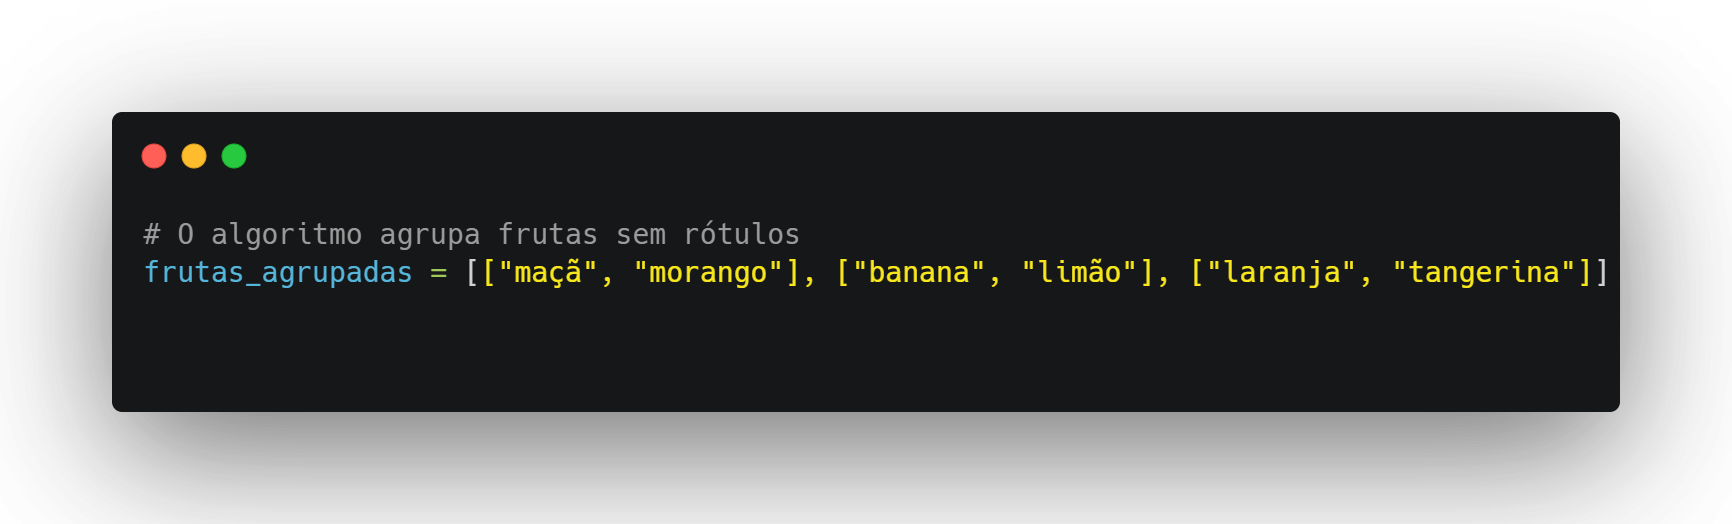 # O algoritmo agrupa frutas sem rótulos
frutas_agrupadas = [["maçã", "morango"], ["banana", "limão"], ["laranja", "tangerina"]]